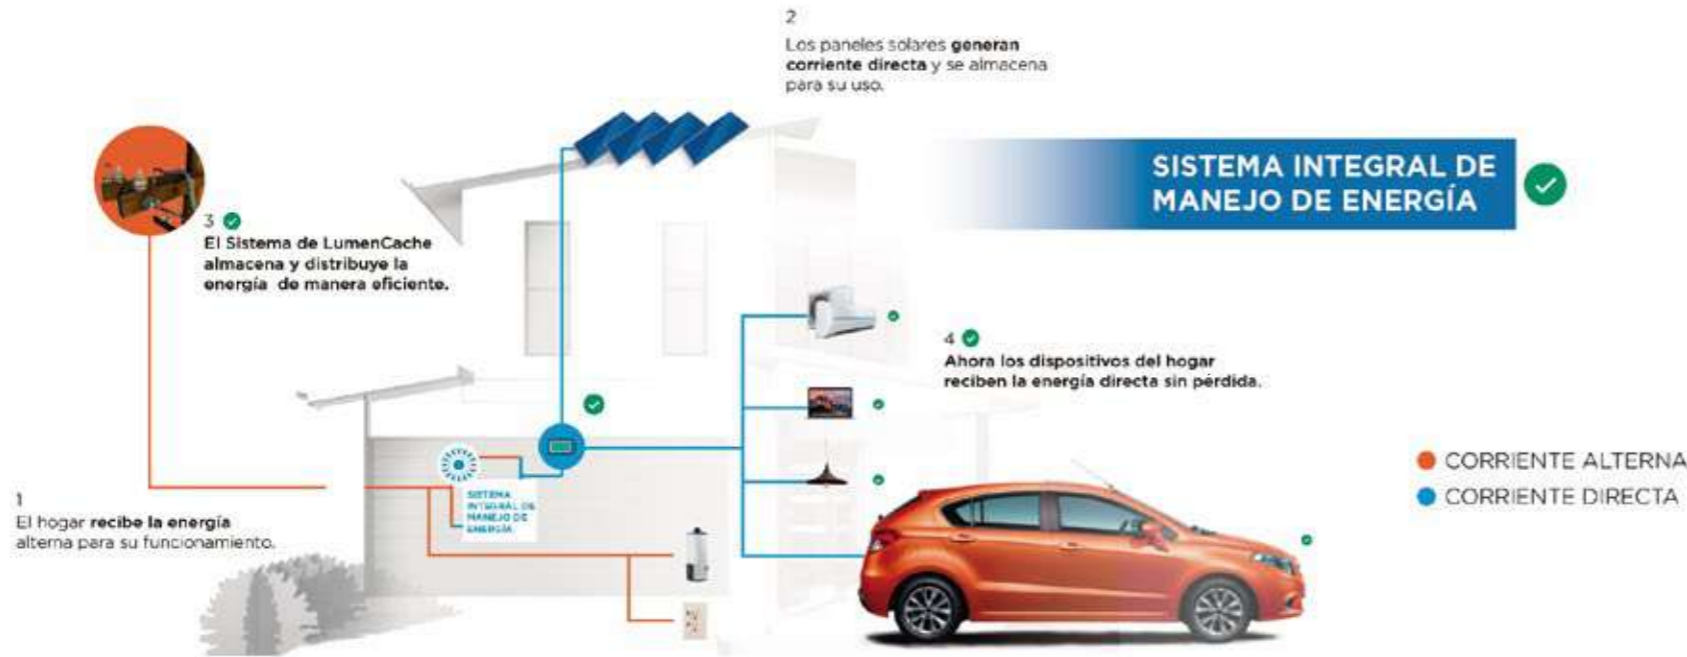 2
Los paneles solares generan
corriente directa y se almacena
para su uso.
SISTEMA INTEGRAL DE
MANEJO DE ENERGÍA
3
El Sistema de LumenCache
almacena y distribuye la
energía de manera eficiente.
4
Ahora los dispositivos del hogar
reciben la energía directa sin pérdida.
CORRIENTE ALTERNA
CORRIENTE DIRECTA
SISTEMA
INTEGRAL DE
MANEJO DE
ENERGÍA
1
El hogar recibe la energía
alterna para su funcionamiento.